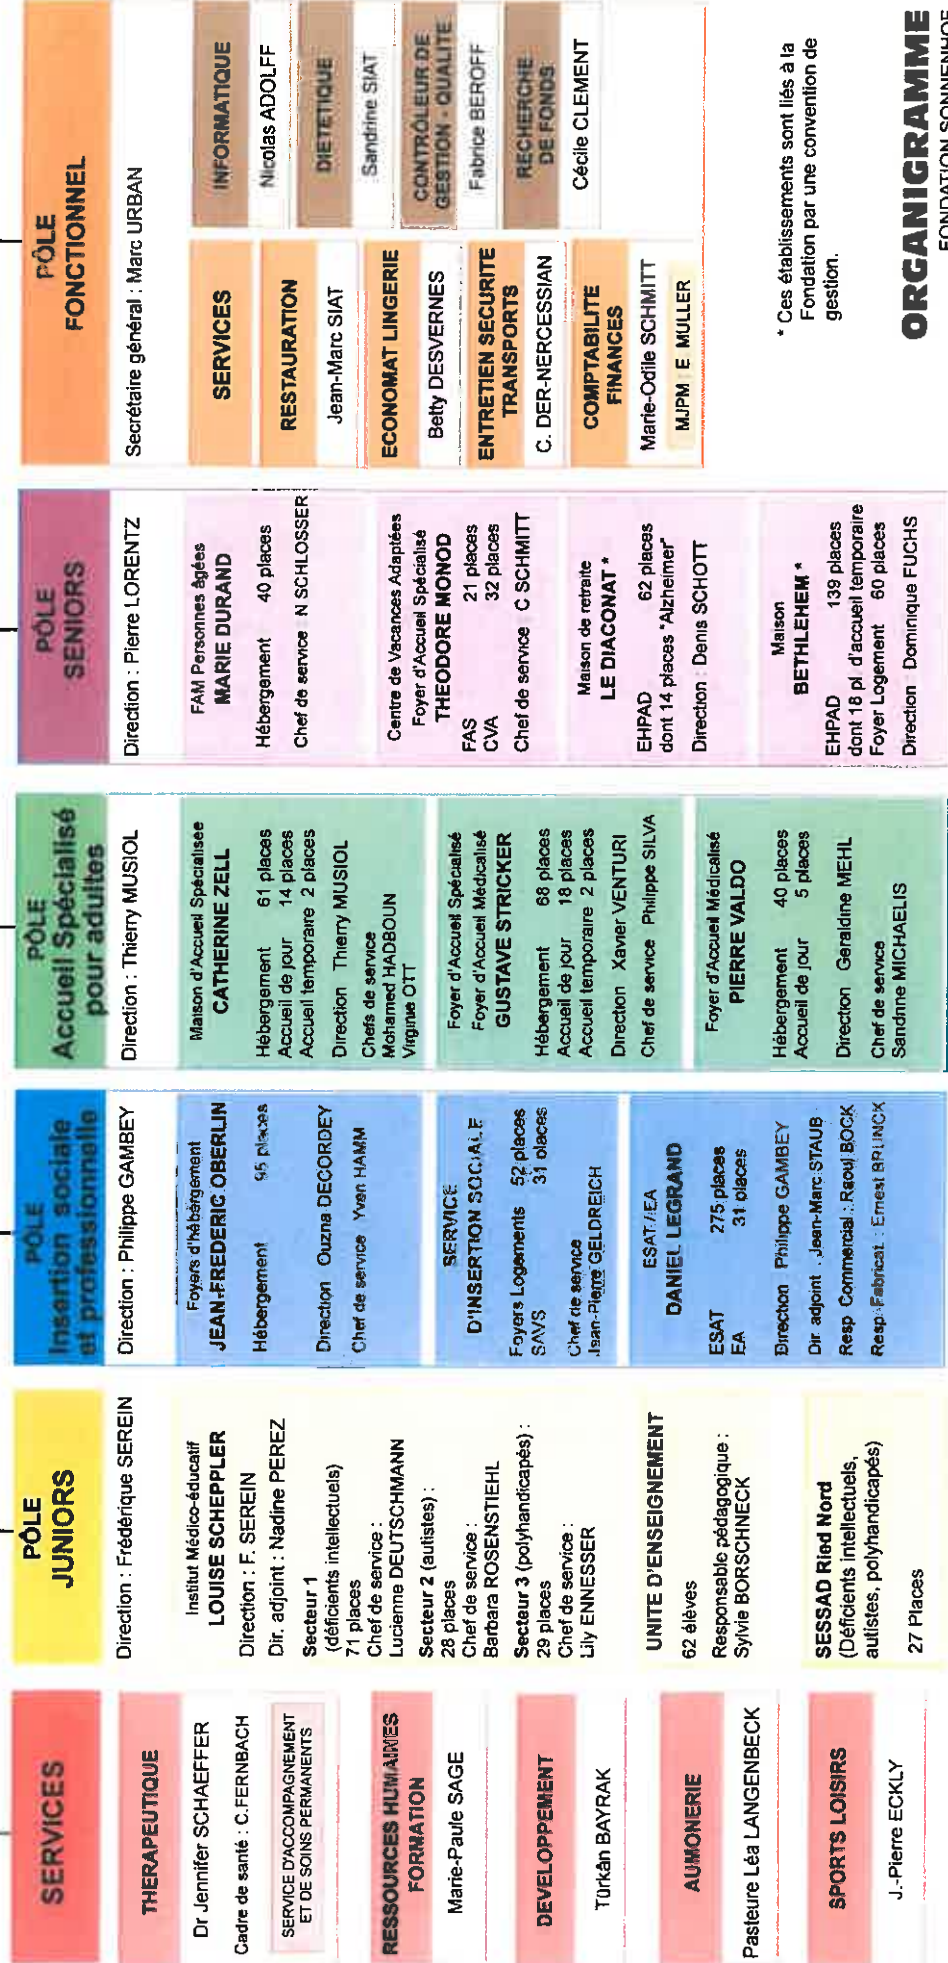 SERVICES
THERAPEUTIQUE
Dr Jennifer SCHAEFFER
Cadre de santé : C.FERNBACH
SERVICE D'ACCOMPAGNEMENT
ET DE SOINS PERMANENTS
RESSOURCES HUMAINES
FORMATION
Marie-Paule SAGE
DEVELOPPEMENT
Türkân BAYRAK
AUMONERIE
Pasteure Léa LANGENBECK
SPORTS LOISIRS
J.-Pierre ECKLY
PÔLE
JUNIORS
Direction : Frédérique SEREIN
Institut Médico-éducatif
LOUISE SCHEPPLER
Direction : F. SEREIN
Dir. adjoint : Nadine PEREZ
Secteur 1
(déficients intellectuels)
71 places
Chef de service :
Lucienne DEUTSCHMANN
Secteur 2 (autistes) :
28 places
Chef de service :
Barbara ROSENSTIEHL
Secteur 3 (polyhandicapés) :
29 places
Chef de service :
Lily ENNESSER
UNITE D'ENSEIGNEMENT
62 élèves
Responsable pédagogique :
Sylvie BORSCHNECK
SESSAD Ried Nord
(Déficients intellectuels,
autistes, polyhandicapés)
27 Places
PÔLE
Insertion sociale
et professionnelle
Direction : Philippe GAMBEY
Foyers d'hébergement
JEAN-FREDERIC OBERLIN
Hébergement 95 places
Direction Ouzna DECORDEY
Chef de service Yven HAMM
SERVICE
D'INSERTION SOCIALE
Foyers Logements 52 places
SAVS 31 places
Chef de service
Jean-Pierre GELDREICH
ESAT / EA
DANIEL LEGRAND
ESAT 275 places
EA 31 places
Direction Philippe GAMBEY
Dir adjoint : Jean-Marc STAUB
Resp Commercial : Raoul BOCK
Resp. Fabricat. : Ernest BRUNCK
PÔLE
Accueil Spécialisé
pour adultes
Direction : Thierry MUSIOL
Maison d'Accueil Spécialisée
CATHERINE ZELL
Hébergement 61 places
Accueil de jour 14 places
Accueil temporaire 2 places
Direction Thierry MUSIOL
Chefs de service
Mohamed HADBOUN
Virginie OTT
Foyer d'Accueil Spécialisé
Foyer d'Accueil Médicalisé
GUSTAVE STRICKER
Hébergement 68 places
Accueil de jour 18 places
Accueil temporaire 2 places
Direction Xavier VENTURI
Chef de service Philippe SILVA
Foyer d'Accueil Médicalisé
PIERRE VALDO
Hébergement 40 places
Accueil de jour 5 places
Direction Geraldine MEHL
Chef de service
Sandrine MICHAELIS
PÔLE
SENIORS
Direction : Pierre LORENTZ
FAM Personnes âgées
MARIE DURAND
Hébergement 40 places
Chef de service : N SCHLOSSER
Centre de Vacances Adaptées
Foyer d'Accueil Spécialisé
THEODORE MONOD
FAS 21 places
CVA 32 places
Chef de service : C SCHMITT
Maison de retraite
LE DIACONAT *
EHPAD 62 places
dont 14 places "Alzheimer"
Direction : Denis SCHOTT
Maison
BETHLEHEM *
EHPAD 139 places
dont 18 pl. d'accueil temporaire
Foyer Logement 60 places
Direction : Dominique FUCHS
PÔLE
FONCTIONNEL
Secrétaire général : Marc URBAN
SERVICES
RESTAURATION
Jean-Marc SIAT
ECONOMAT LINGERIE
Betty DESVERNES
ENTRETIEN SECURITE
TRANSPORTS
C. DER-NERCESSIAN
COMPTABILITE
FINANCES
Marie-Odile SCHMITT
MJPM : E MULLER
INFORMATIQUE
Nicolas ADOLFF
DIETETIQUE
Sandrine SIAT
CONTRÔLEUR DE
GESTION - QUALITE
Fabrice BEROFF
RECHERCHE
DE FONDS
Cécile CLEMENT
* Ces établissements sont liés à la
Fondation par une convention de
gestion.
ORGANIGRAMME
FONDATION SONNENHOF